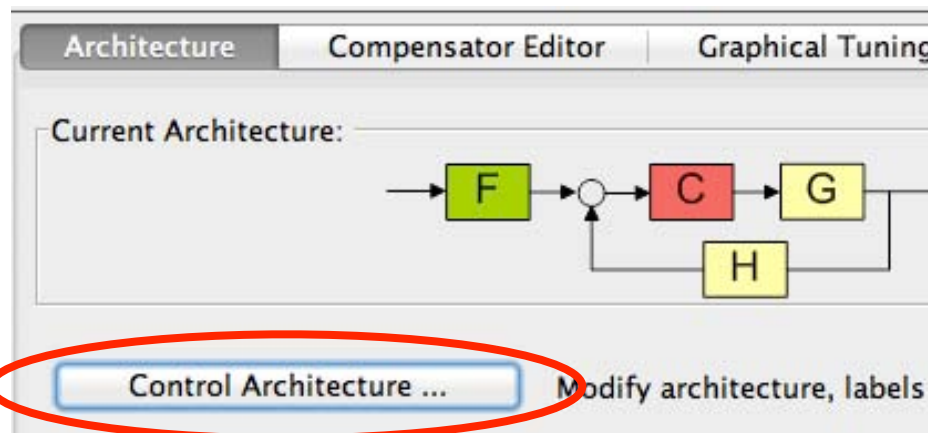 Architecture Compensator Editor Graphical Tuning
Current Architecture:
F C G
H
Control Architecture ... Modify architecture, labels